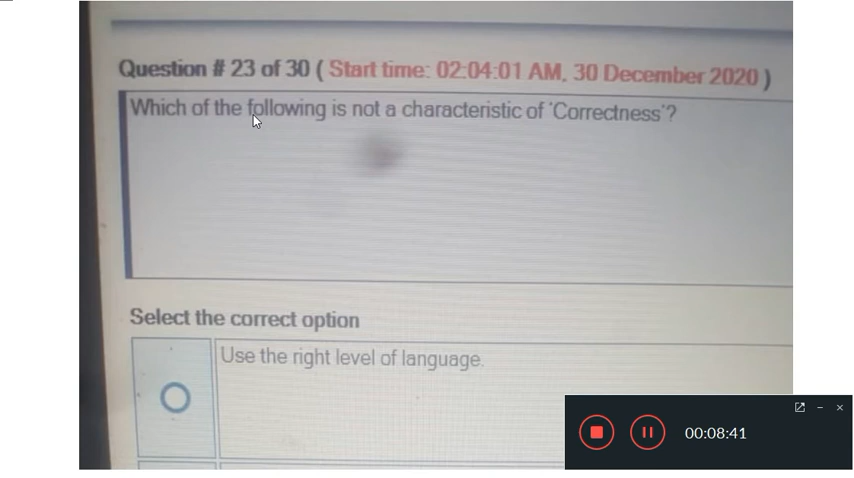 Question # 23 of 30 ( Start time: 02:04:01 AM, 30 December 2020 )
Which of the following is not a characteristic of 'Correctness'?
Select the correct option
Use the right level of language.
00:08:41